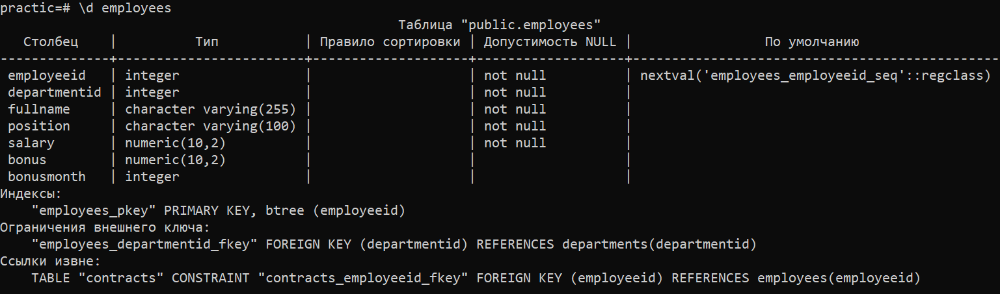 practic=# \d employees
                                                   Таблица "public.employees"
   Столбец    |          Тип           | Правило сортировки | Допустимость NULL |                 По умолчанию
--------------+------------------------+--------------------+-------------------+-----------------------------------------------
 employeeid   | integer                |                    | not null          | nextval('employees_employeeid_seq'::regclass)
 departmentid | integer                |                    | not null          |
 fullname     | character varying(255) |                    | not null          |
 position     | character varying(100) |                    | not null          |
 salary       | numeric(10,2)          |                    | not null          |
 bonus        | numeric(10,2)          |                    |                   |
 bonusmonth   | integer                |                    |                   |
Индексы:
    "employees_pkey" PRIMARY KEY, btree (employeeid)
Ограничения внешнего ключа:
    "employees_departmentid_fkey" FOREIGN KEY (departmentid) REFERENCES departments(departmentid)
Ссылки извне:
    TABLE "contracts" CONSTRAINT "contracts_employeeid_fkey" FOREIGN KEY (employeeid) REFERENCES employees(employeeid)